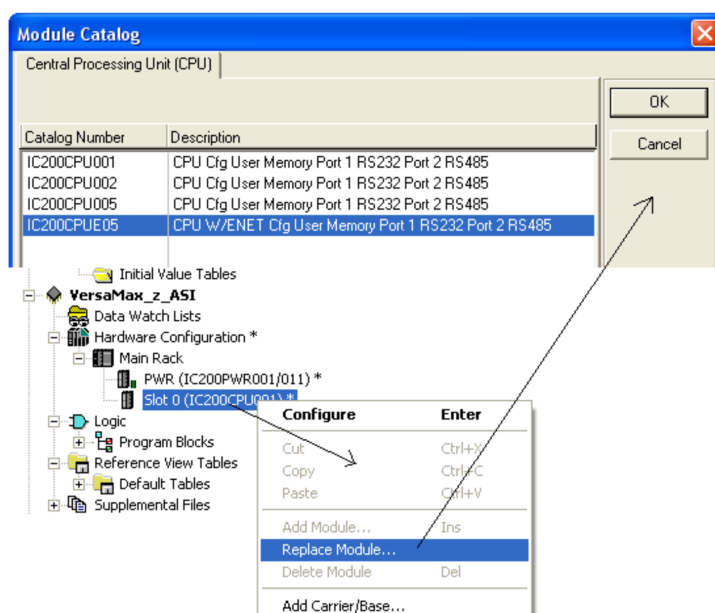 Module Catalog
Central Processing Unit (CPU)
OK
Cancel
Catalog Number Description
IC200CPU001 CPU Cfg User Memory Port 1 RS232 Port 2 RS485
IC200CPU002 CPU Cfg User Memory Port 1 RS232 Port 2 RS485
IC200CPU005 CPU Cfg User Memory Port 1 RS232 Port 2 RS485
IC200CPUE05 CPU W/ENET Cfg User Memory Port 1 RS232 Port 2 RS485
Initial Value Tables
VersaMax_z_ASI
Data Watch Lists
Hardware Configuration *
Main Rack
PWR (IC200PWR001/011) *
Slot 0 (IC200CPU001) *
Logic
Program Blocks
Reference View Tables
Default Tables
Supplemental Files
Configure Enter
Cut Ctrl+X
Copy Ctrl+C
Paste Ctrl+V
Add Module... Ins
Replace Module...
Delete Module Del
Add Carrier/Base...